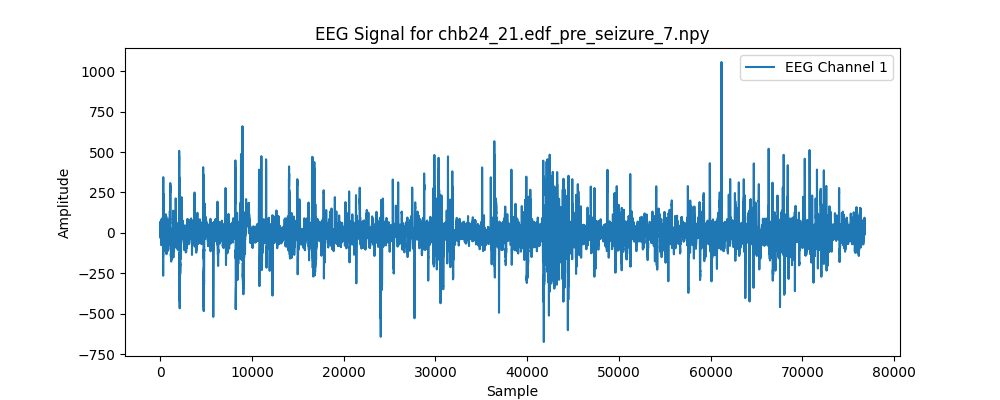 EEG Signal for chb24_21.edf_pre_seizure_7.npy
EEG Channel 1
Amplitude
1000
750
500
250
0
−250
−500
−750
0 10000 20000 30000 40000 50000 60000 70000 80000
Sample